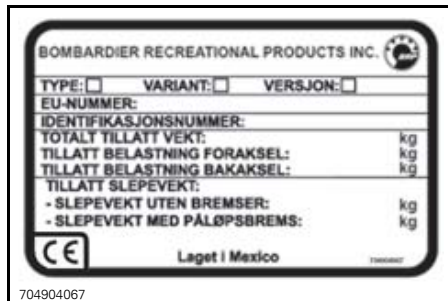 BOMBARDIER RECREATIONAL PRODUCTS INC.
TYPE: VARIANT: VERSJON:
EU-NUMMER:
IDENTIFIKASJONSNUMMER:
TOTALT TILLATT VEKT: kg
TILLATT BELASTNING FORAKSEL: kg
TILLATT BELASTNING BAKAKSEL: kg
TILLATT SLEPEVEKT:
- SLEPEVEKT UTEN BREMSER: kg
- SLEPEVEKT MED PÅLØPSBREMS: kg
CE Laget i Mexico 704904067
704904067